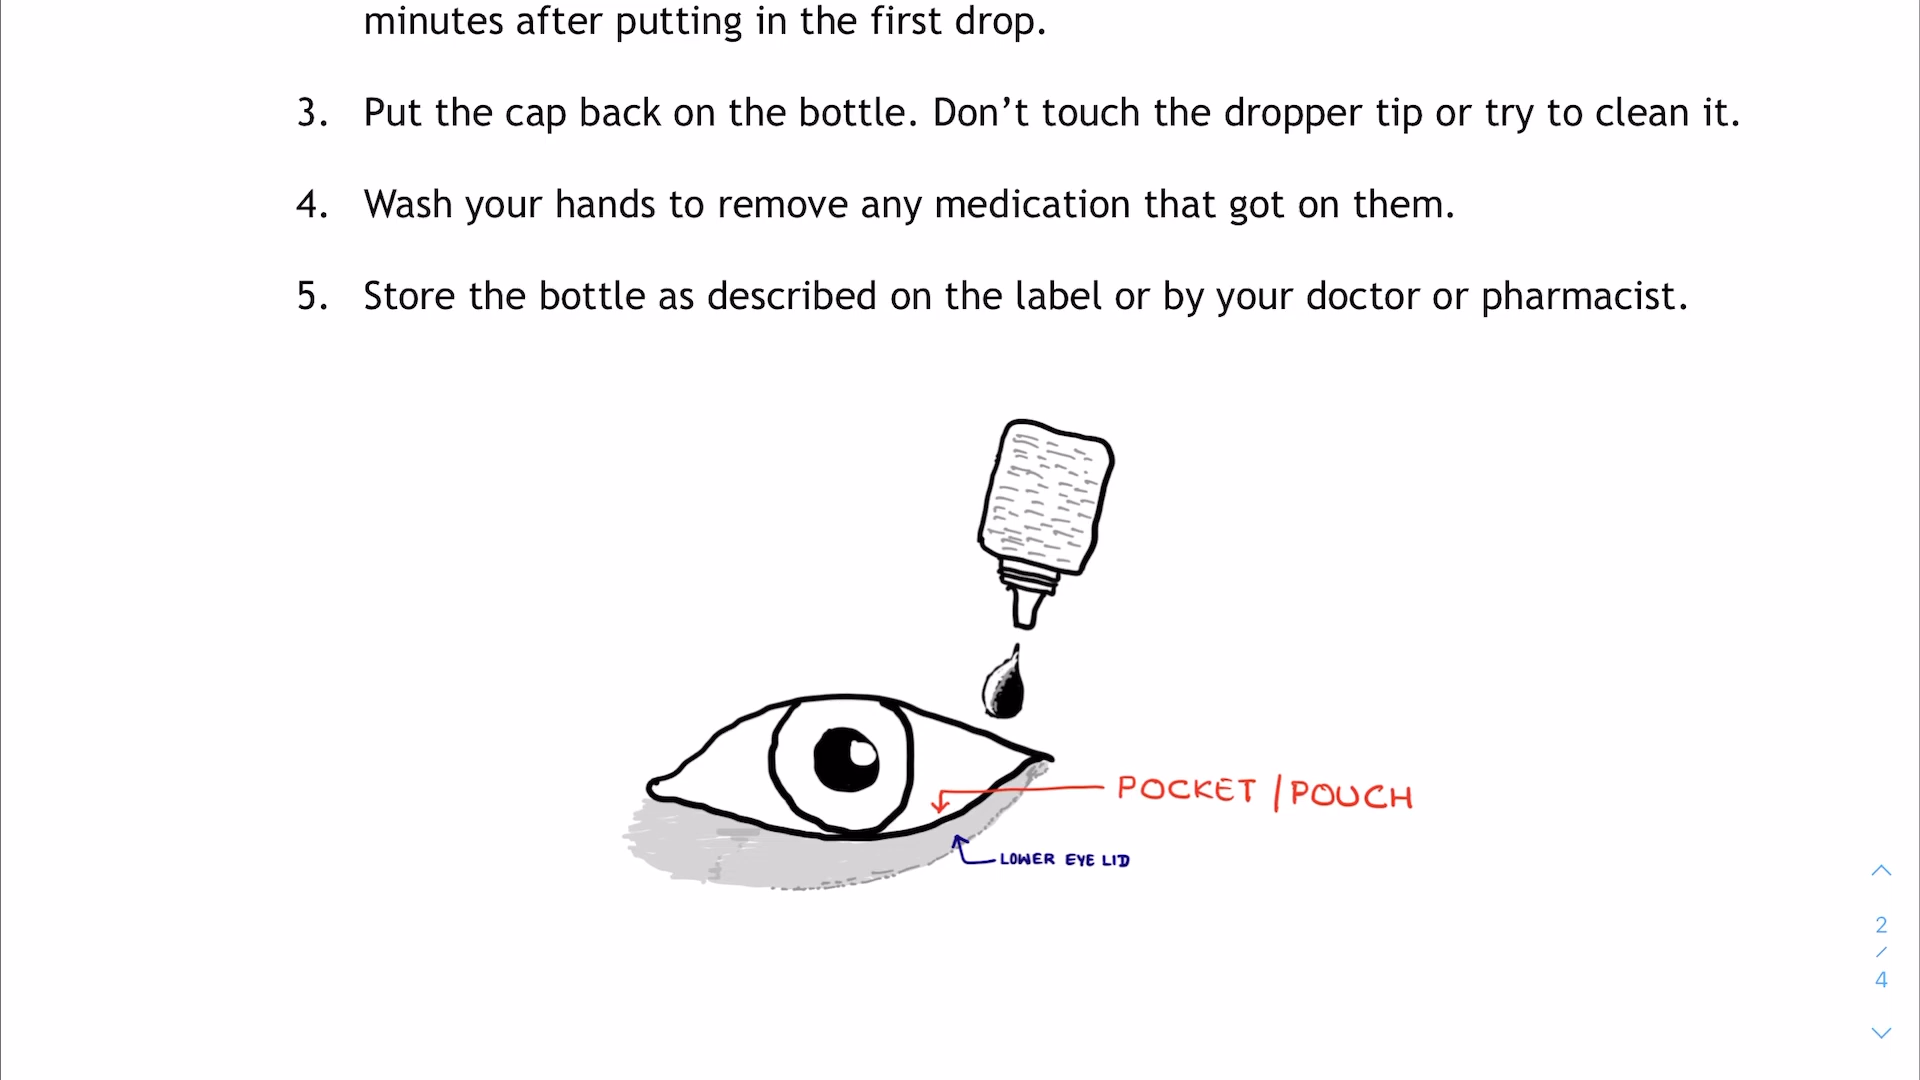 minutes after putting in the first drop.
3. Put the cap back on the bottle. Don’t touch the dropper tip or try to clean it.
4. Wash your hands to remove any medication that got on them.
5. Store the bottle as described on the label or by your doctor or pharmacist.
POCKET / POUCH
LOWER EYE LID
2
/
4